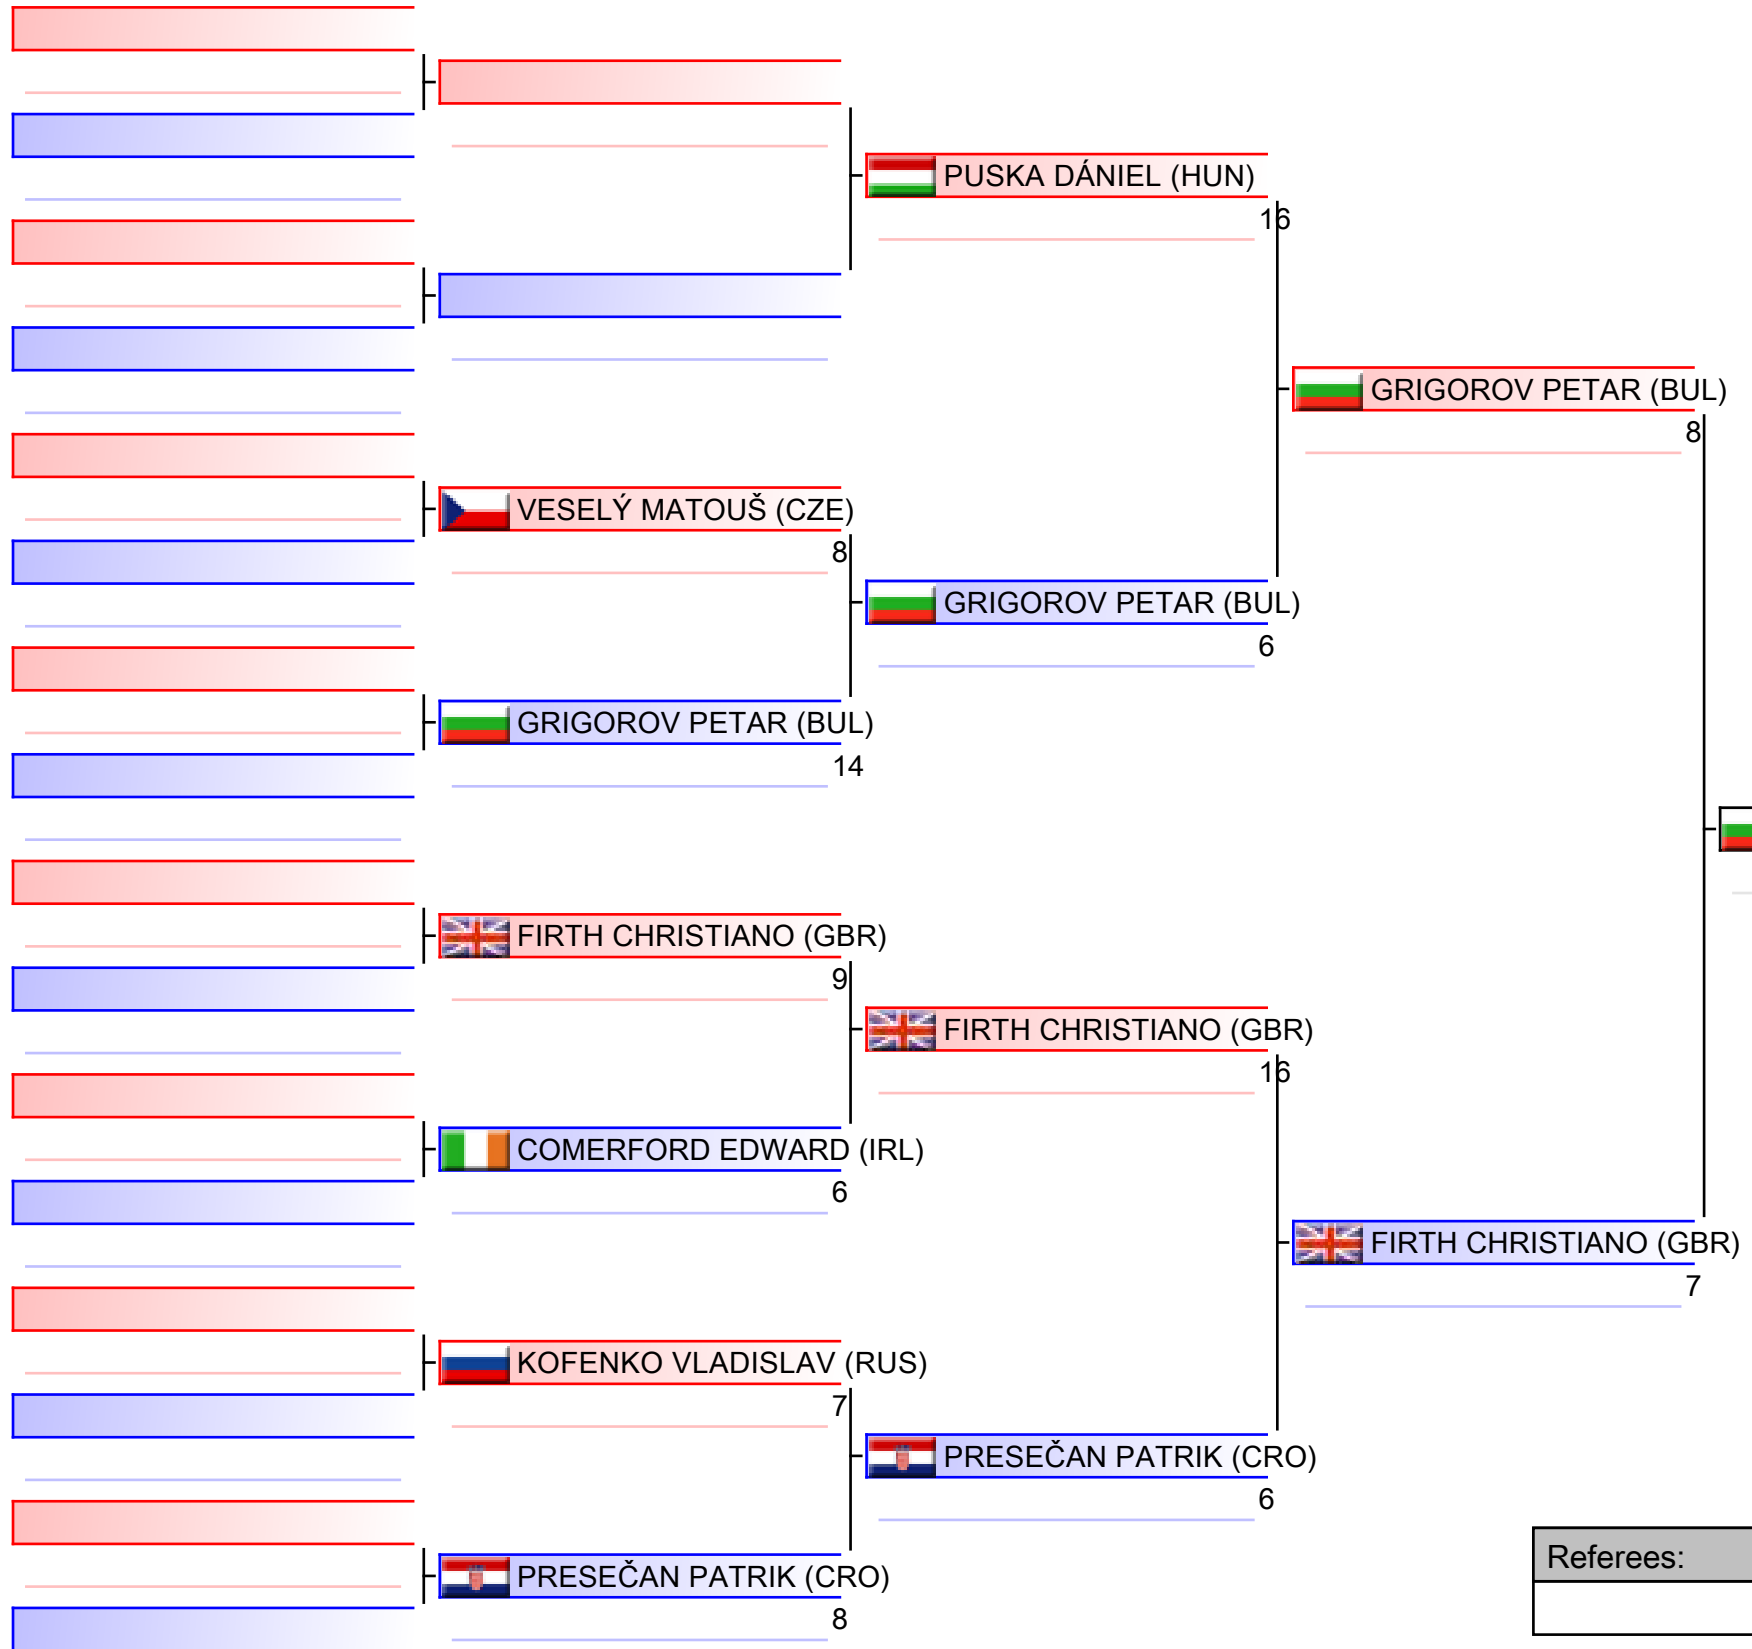 PUSKA DÁNIEL (HUN)
16
GRIGOROV PETAR (BUL)
8
VESELÝ MATOUŠ (CZE)
8
GRIGOROV PETAR (BUL)
6
GRIGOROV PETAR (BUL)
14
FIRTH CHRISTIANO (GBR)
9
FIRTH CHRISTIANO (GBR)
16
COMERFORD EDWARD (IRL)
6
FIRTH CHRISTIANO (GBR)
7
KOFENKO VLADISLAV (RUS)
7
PRESEČAN PATRIK (CRO)
6
PRESEČAN PATRIK (CRO)
8
Referees: